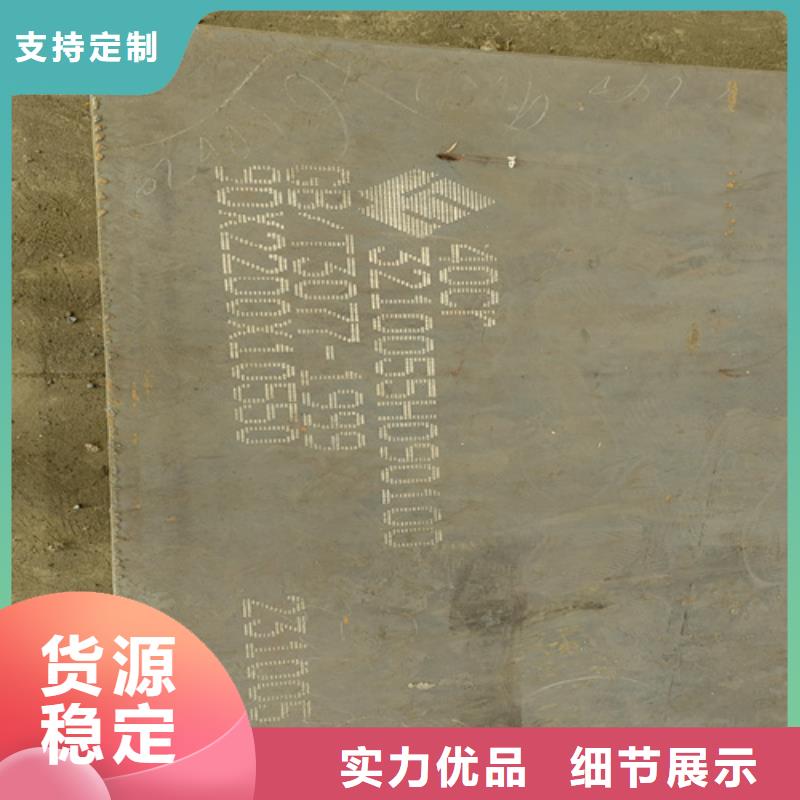 支持定制
40Cr
3210055H090100
GB/T3077-1999
90X2200X10550
231005
货源
稳定
实力优品 细节展示